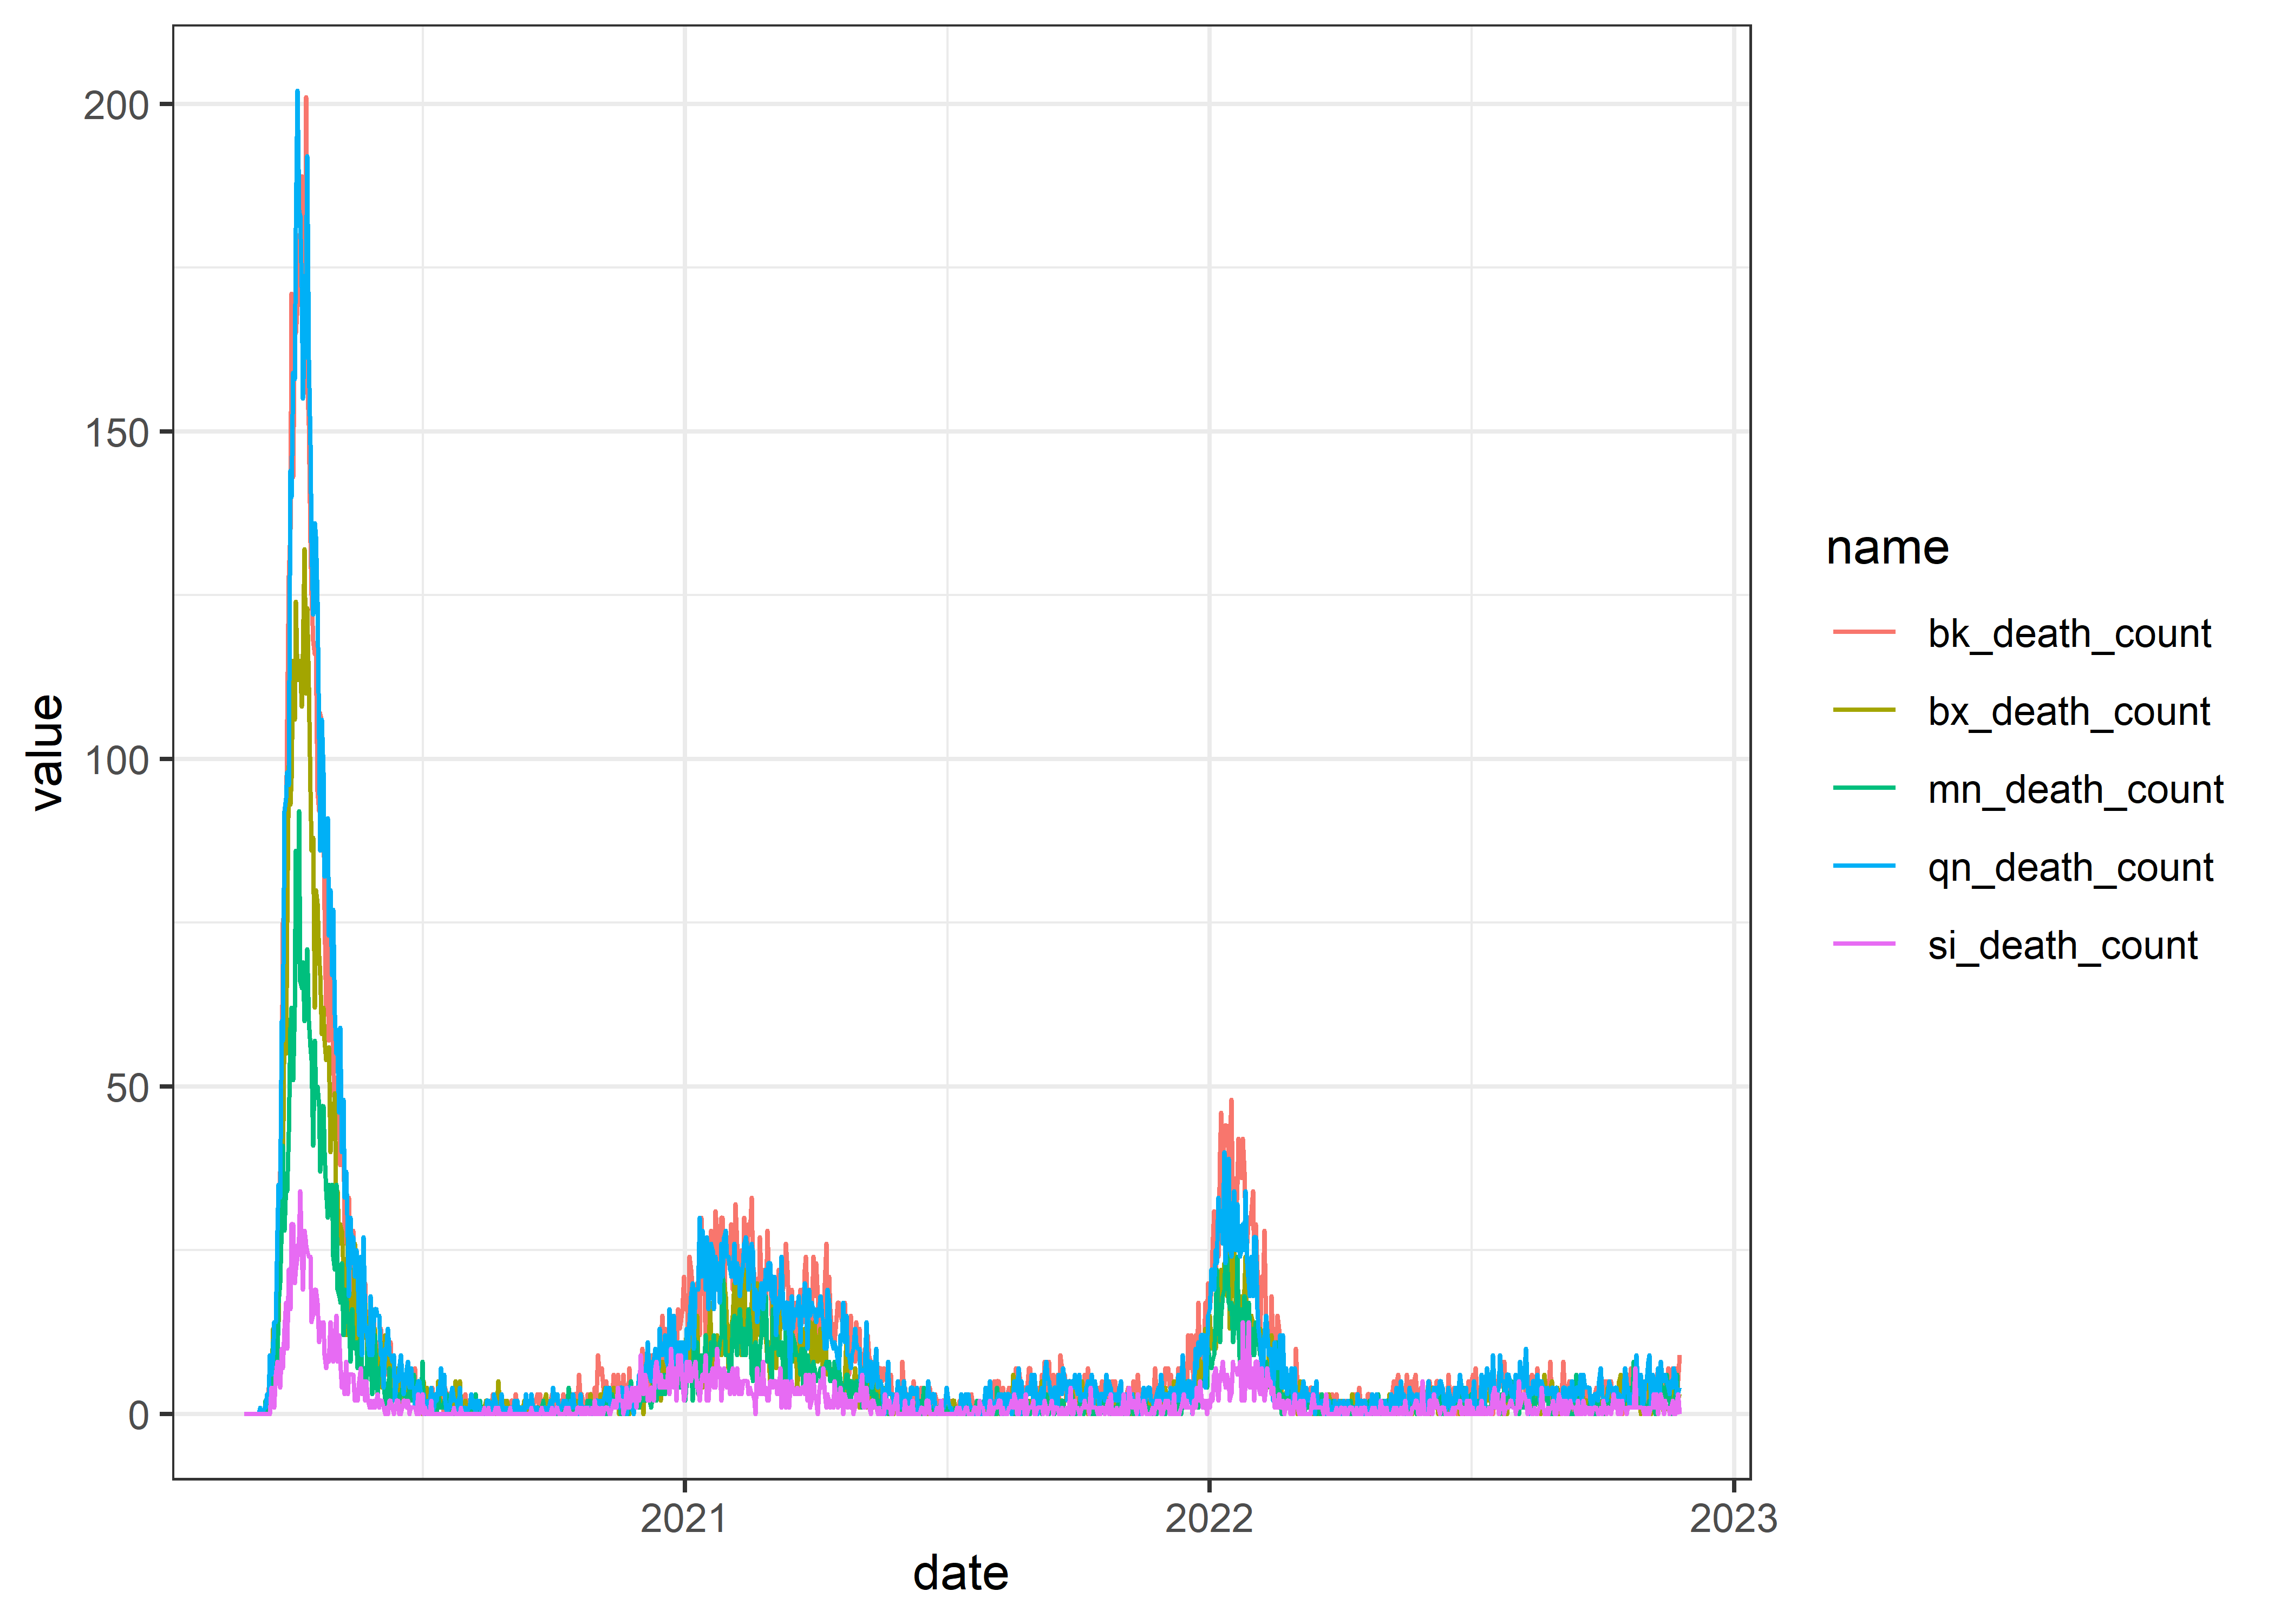 200
150
100
50
0
value
2021
2022
2023
date
name
bk_death_count
bx_death_count
mn_death_count
qn_death_count
si_death_count